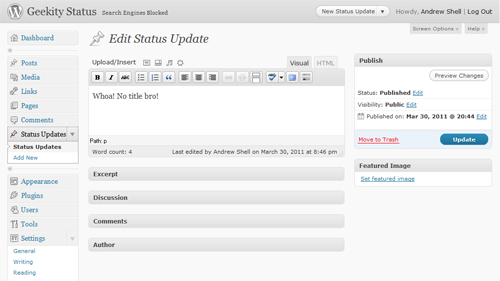 Geekity Status Search Engines Blocked New Status Update Howdy, Andrew Shell | Log Out
Screen Options Help
Dashboard
Posts
Media
Links
Pages
Comments
Status Updates
Status Updates
Add New
Appearance
Plugins
Users
Tools
Settings
General
Writing
Reading
Edit Status Update
Upload/Insert Visual HTML
B I ABC
Whoa! No title bro!
Path: p
Word count: 4 Last edited by Andrew Shell on March 30, 2011 at 8:46 pm
Excerpt
Discussion
Comments
Author
Publish
Preview Changes
Status: Published Edit
Visibility: Public Edit
Published on: Mar 30, 2011 @ 20:44 Edit
Move to Trash Update
Featured Image
Set featured image